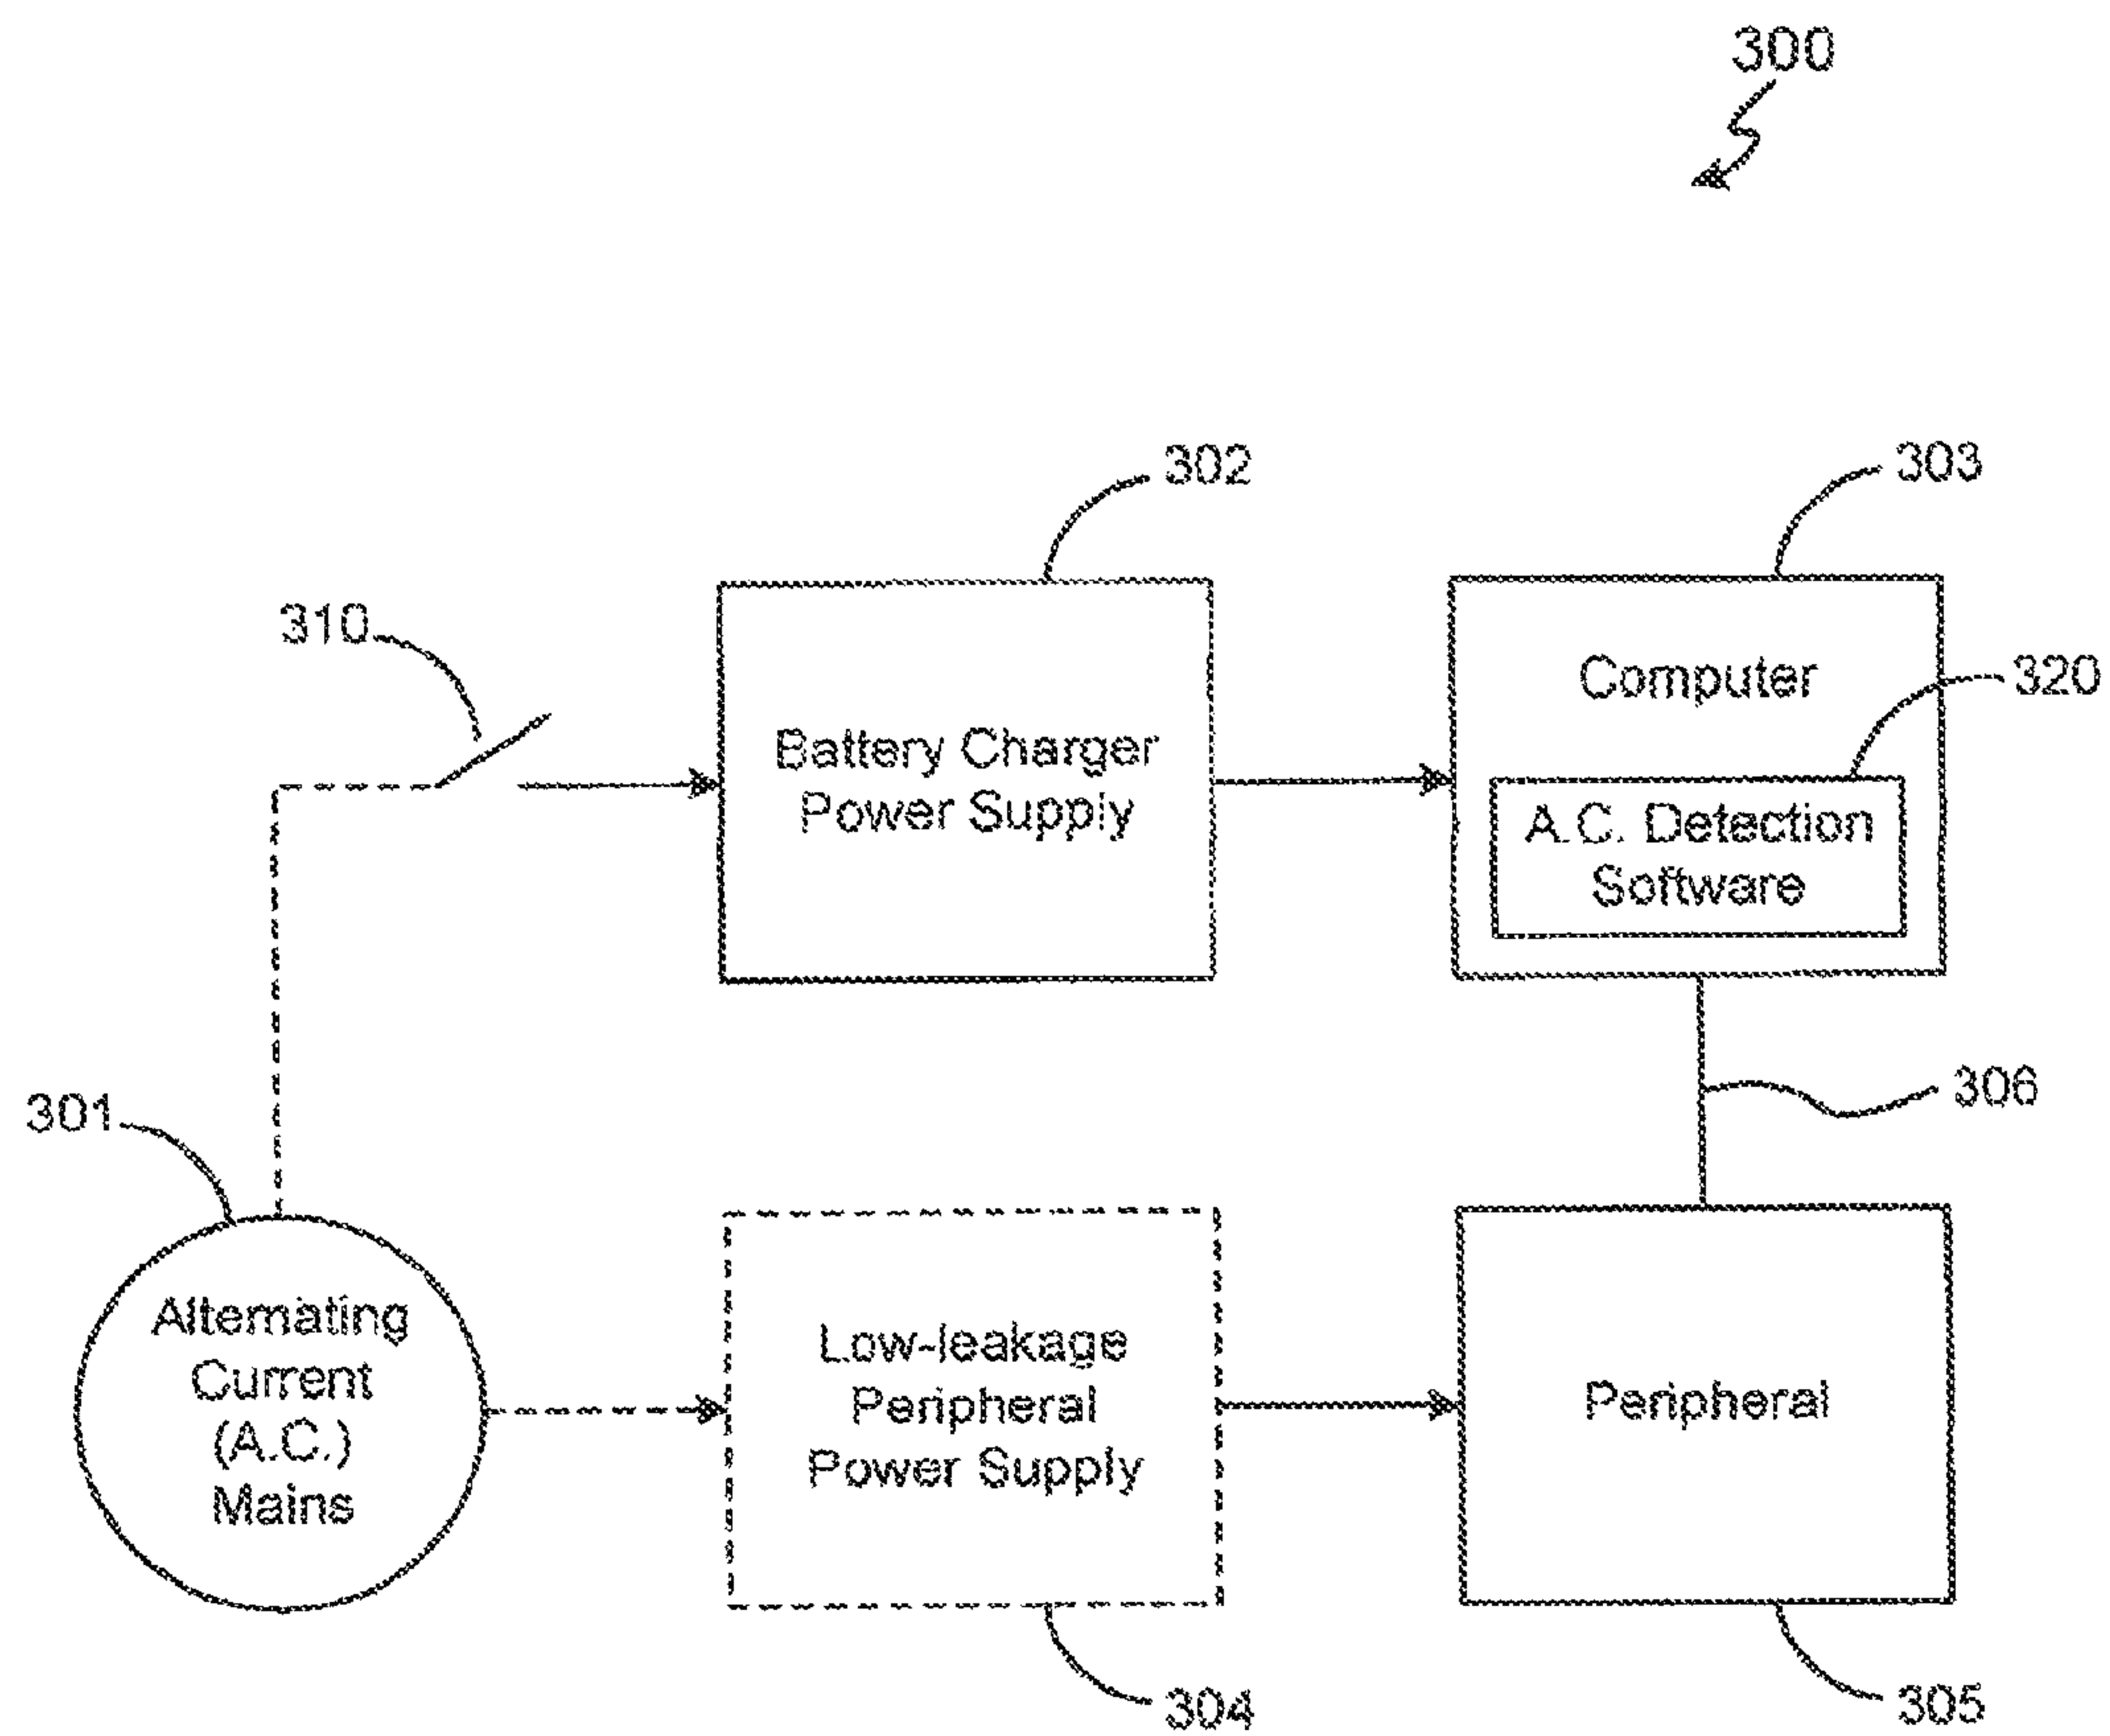 300
302
303
310
Computer
320
Battery Charger
Power Supply
A.C. Detection
Software
301
306
Alternating
Current
(A.C.)
Mains
Low-leakage
Peripheral
Power Supply
Peripheral
304
305